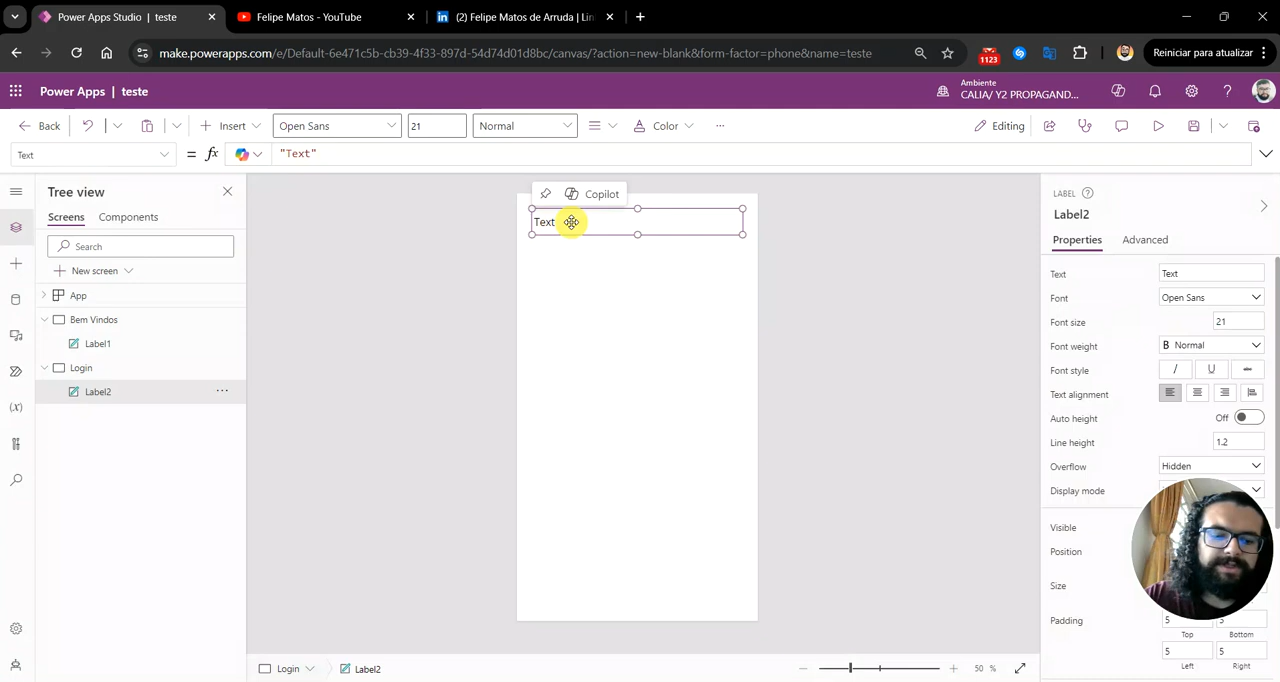 Power Apps Studio | teste
Felipe Matos - YouTube
(2) Felipe Matos de Arruda | Lin
make.powerapps.com/e/Default-6e471c5b-cb39-4f33-897d-54d74d01d8bc/canvas/?action=new-blank&form-factor=phone&name=teste
1123
Reiniciar para atualizar
Power Apps | teste
Ambiente
CALIA/ Y2 PROPAGAND...
Back
Insert
Open Sans
21
Normal
Color
Editing
Text
= fx
"Text"
Tree view
Screens
Components
Search
New screen
App
Bem Vindos
Label1
Login
Label2
Copilot
Text
LABEL
Label2
Properties
Advanced
Text
Text
Font
Open Sans
Font size
21
Font weight
B Normal
Font style
Text alignment
Auto height
Off
Line height
1.2
Overflow
Hidden
Display mode
Visible
Position
Size
Padding
5
Top
Bottom
5
5
Left
Right
Login
Label2
50 %